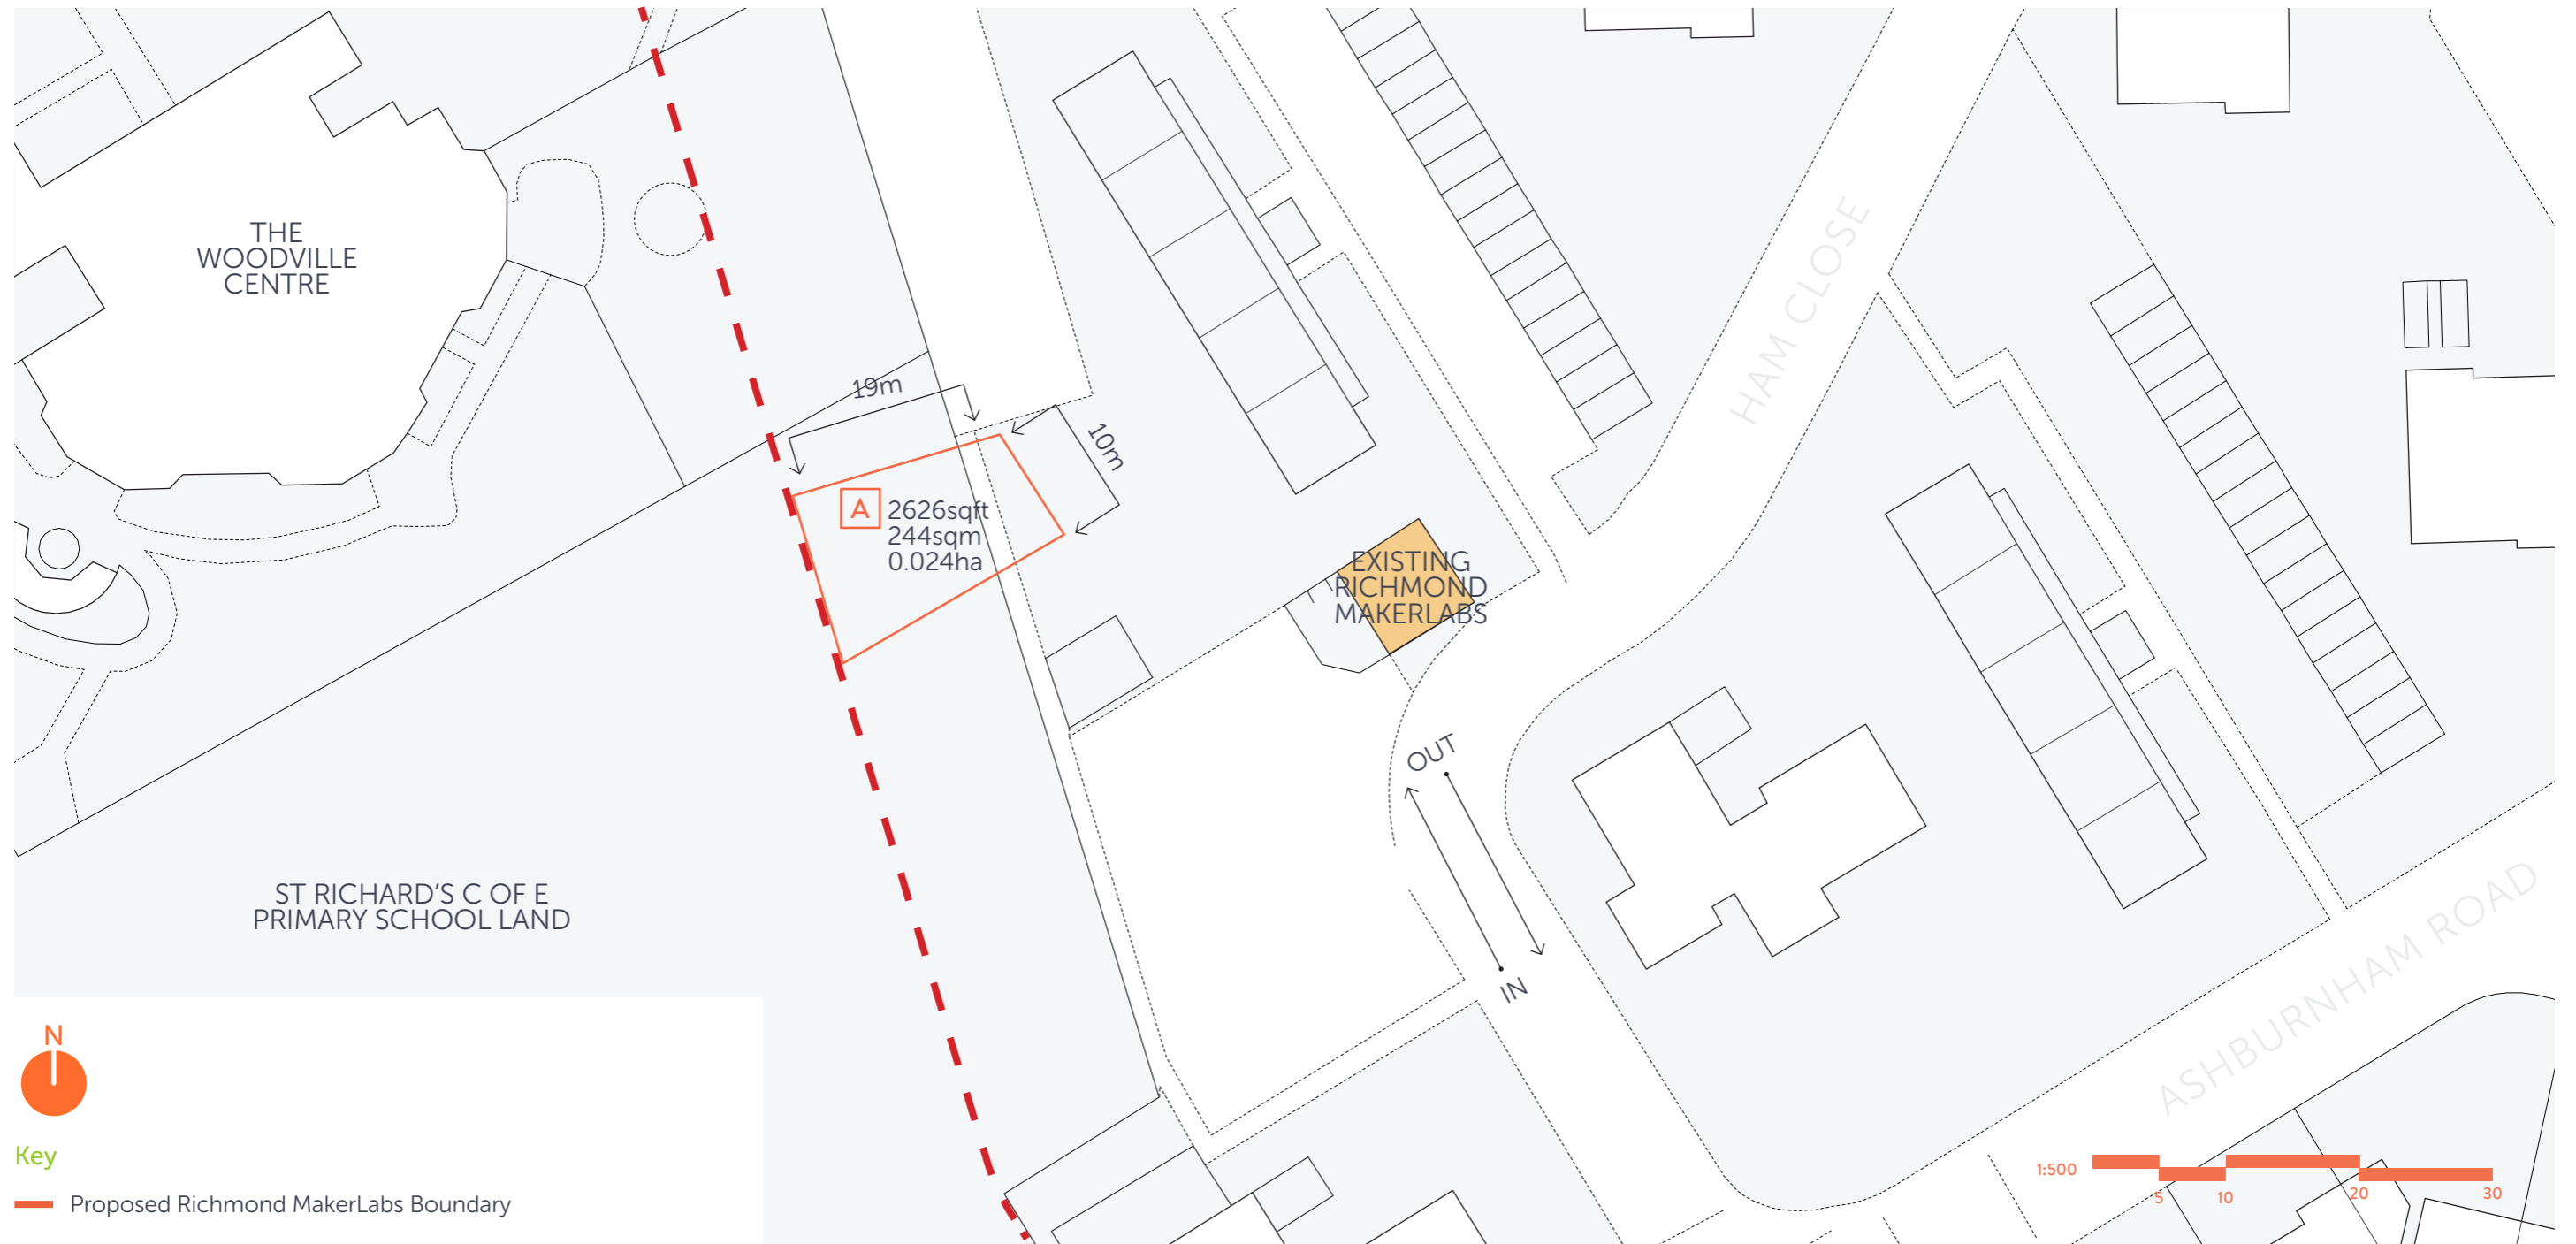 THE
WOODVILLE
CENTRE
HAM CLOSE
19m
10m
A
2626sqft
244sqm
0.024ha
EXISTING
RICHMOND
MAKERLABS
OUT
IN
ST RICHARD'S C OF E
PRIMARY SCHOOL LAND
ASHBURNHAM ROAD
N
Key
Proposed Richmond MakerLabs Boundary
1:500
5
10
20
30